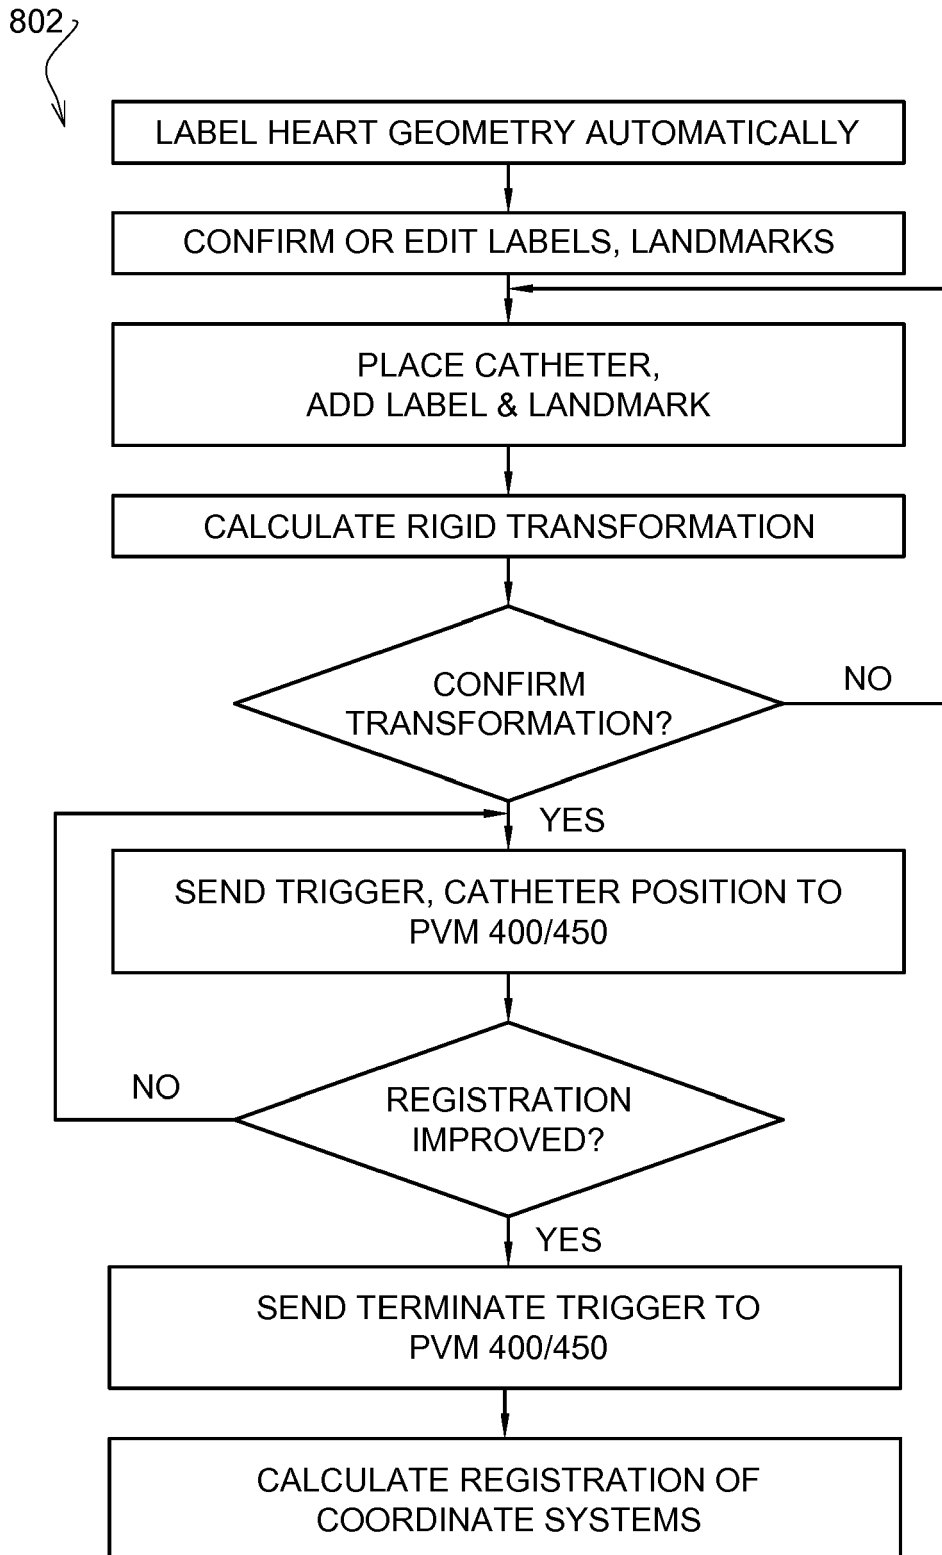 802
LABEL HEART GEOMETRY AUTOMATICALLY
CONFIRM OR EDIT LABELS, LANDMARKS
PLACE CATHETER,
ADD LABEL & LANDMARK
CALCULATE RIGID TRANSFORMATION
CONFIRM
TRANSFORMATION?
NO
YES
SEND TRIGGER, CATHETER POSITION TO
PVM 400/450
NO
REGISTRATION
IMPROVED?
YES
SEND TERMINATE TRIGGER TO
PVM 400/450
CALCULATE REGISTRATION OF
COORDINATE SYSTEMS